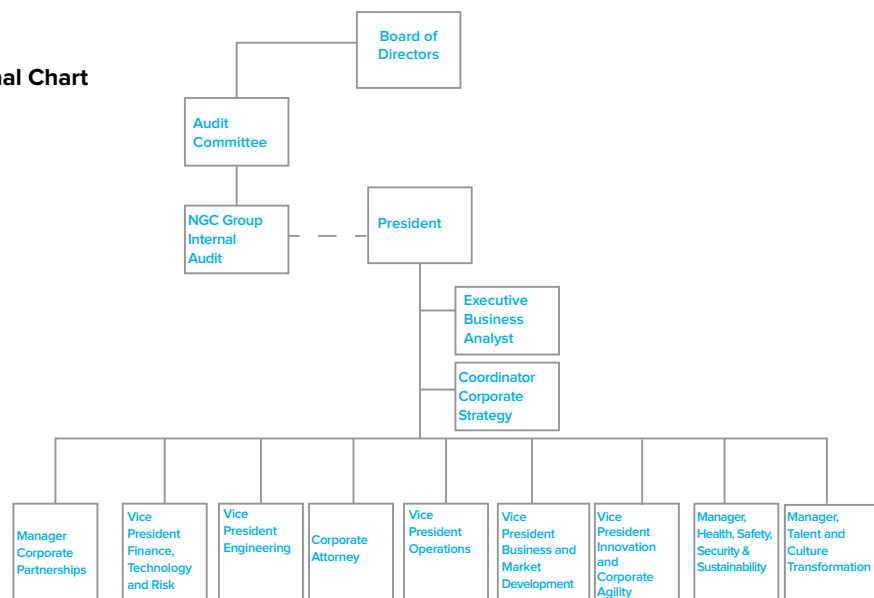 Board of
Directors
nal Chart
Audit
Committee
NGC Group
Internal
Audit
President
Executive
Business
Analyst
Coordinator
Corporate
Strategy
Manager
Corporate
Partnerships
Vice
President
Finance,
Technology
and Risk
Vice
President
Engineering
Corporate
Attorney
Vice
President
Operations
Vice
President
Business and
Market
Development
Vice
President
Innovation
and
Corporate
Agility
Manager,
Health, Safety,
Security &
Sustainability
Manager,
Talent and
Culture
Transformation